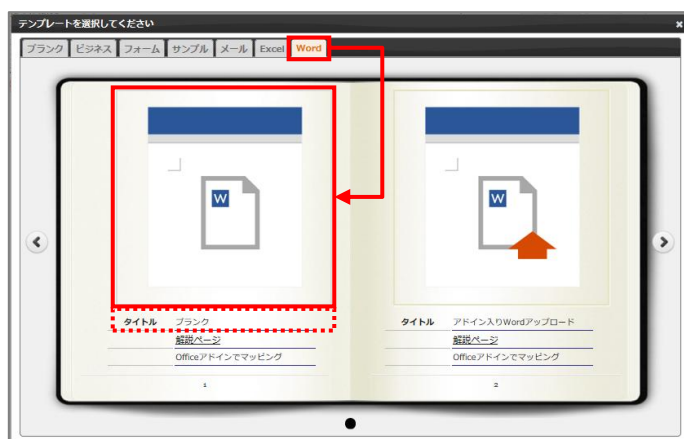 テンプレートを選択してください x
ブランク ビジネス フォーム サンプル メール Excel Word
W
タイトル ブランク
解説ページ
Officeアドインでマッピング
1
W
タイトル アドイン入りWordアップロード
解説ページ
Officeアドインでマッピング
2